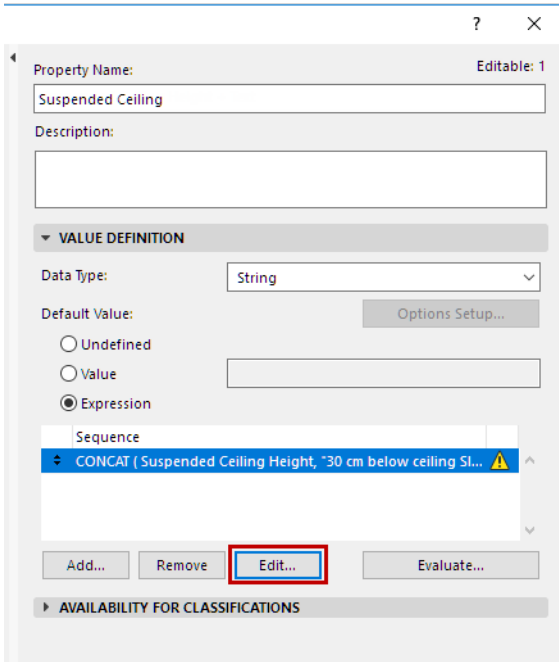 ?
Property Name:
Editable: 1
Suspended Ceiling
Description:
VALUE DEFINITION
Data Type:
String
Default Value:
Options Setup...
Undefined
Value
Expression
Sequence
CONCAT ( Suspended Ceiling Height, "30 cm below ceiling Sl...
Add...
Remove
Edit...
Evaluate...
AVAILABILITY FOR CLASSIFICATIONS